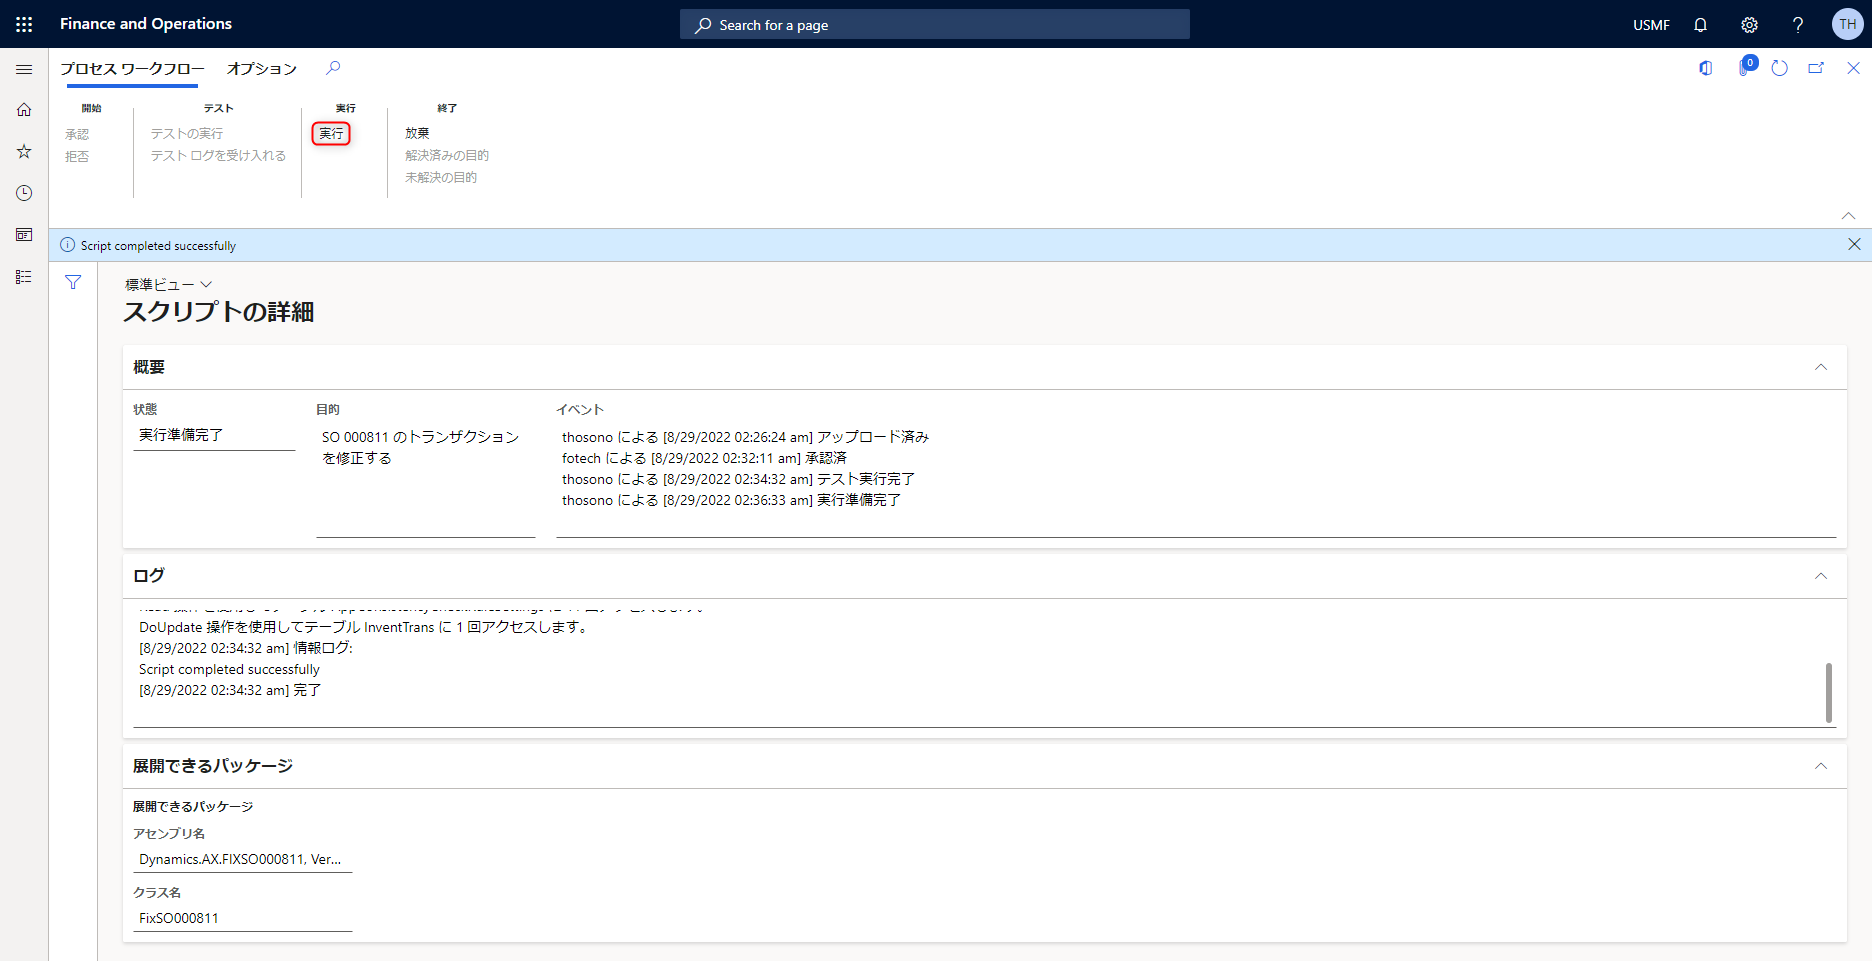 Finance and Operations
Search for a page
USMF
TH
プロセス ワークフロー
オプション
0
開始
テスト
実行
終了
承認
拒否
テストの実行
テスト ログを受け入れる
実行
放棄
解決済みの目的
未解決の目的
Script completed successfully
標準ビュー
スクリプトの詳細
概要
状態
目的
イベント
実行準備完了
SO 000811 のトランザクション
を修正する
thosono による [8/29/2022 02:26:24 am] アップロード済み
fotech による [8/29/2022 02:32:11 am] 承認済
thosono による [8/29/2022 02:34:32 am] テスト実行完了
thosono による [8/29/2022 02:36:33 am] 実行準備完了
ログ
DoUpdate 操作を使用してテーブル InventTrans に 1 回アクセスします。
[8/29/2022 02:34:32 am] 情報ログ:
Script completed successfully
[8/29/2022 02:34:32 am] 完了
展開できるパッケージ
展開できるパッケージ
アセンブリ名
Dynamics.AX.FIXSO000811, Ver...
クラス名
FixSO000811